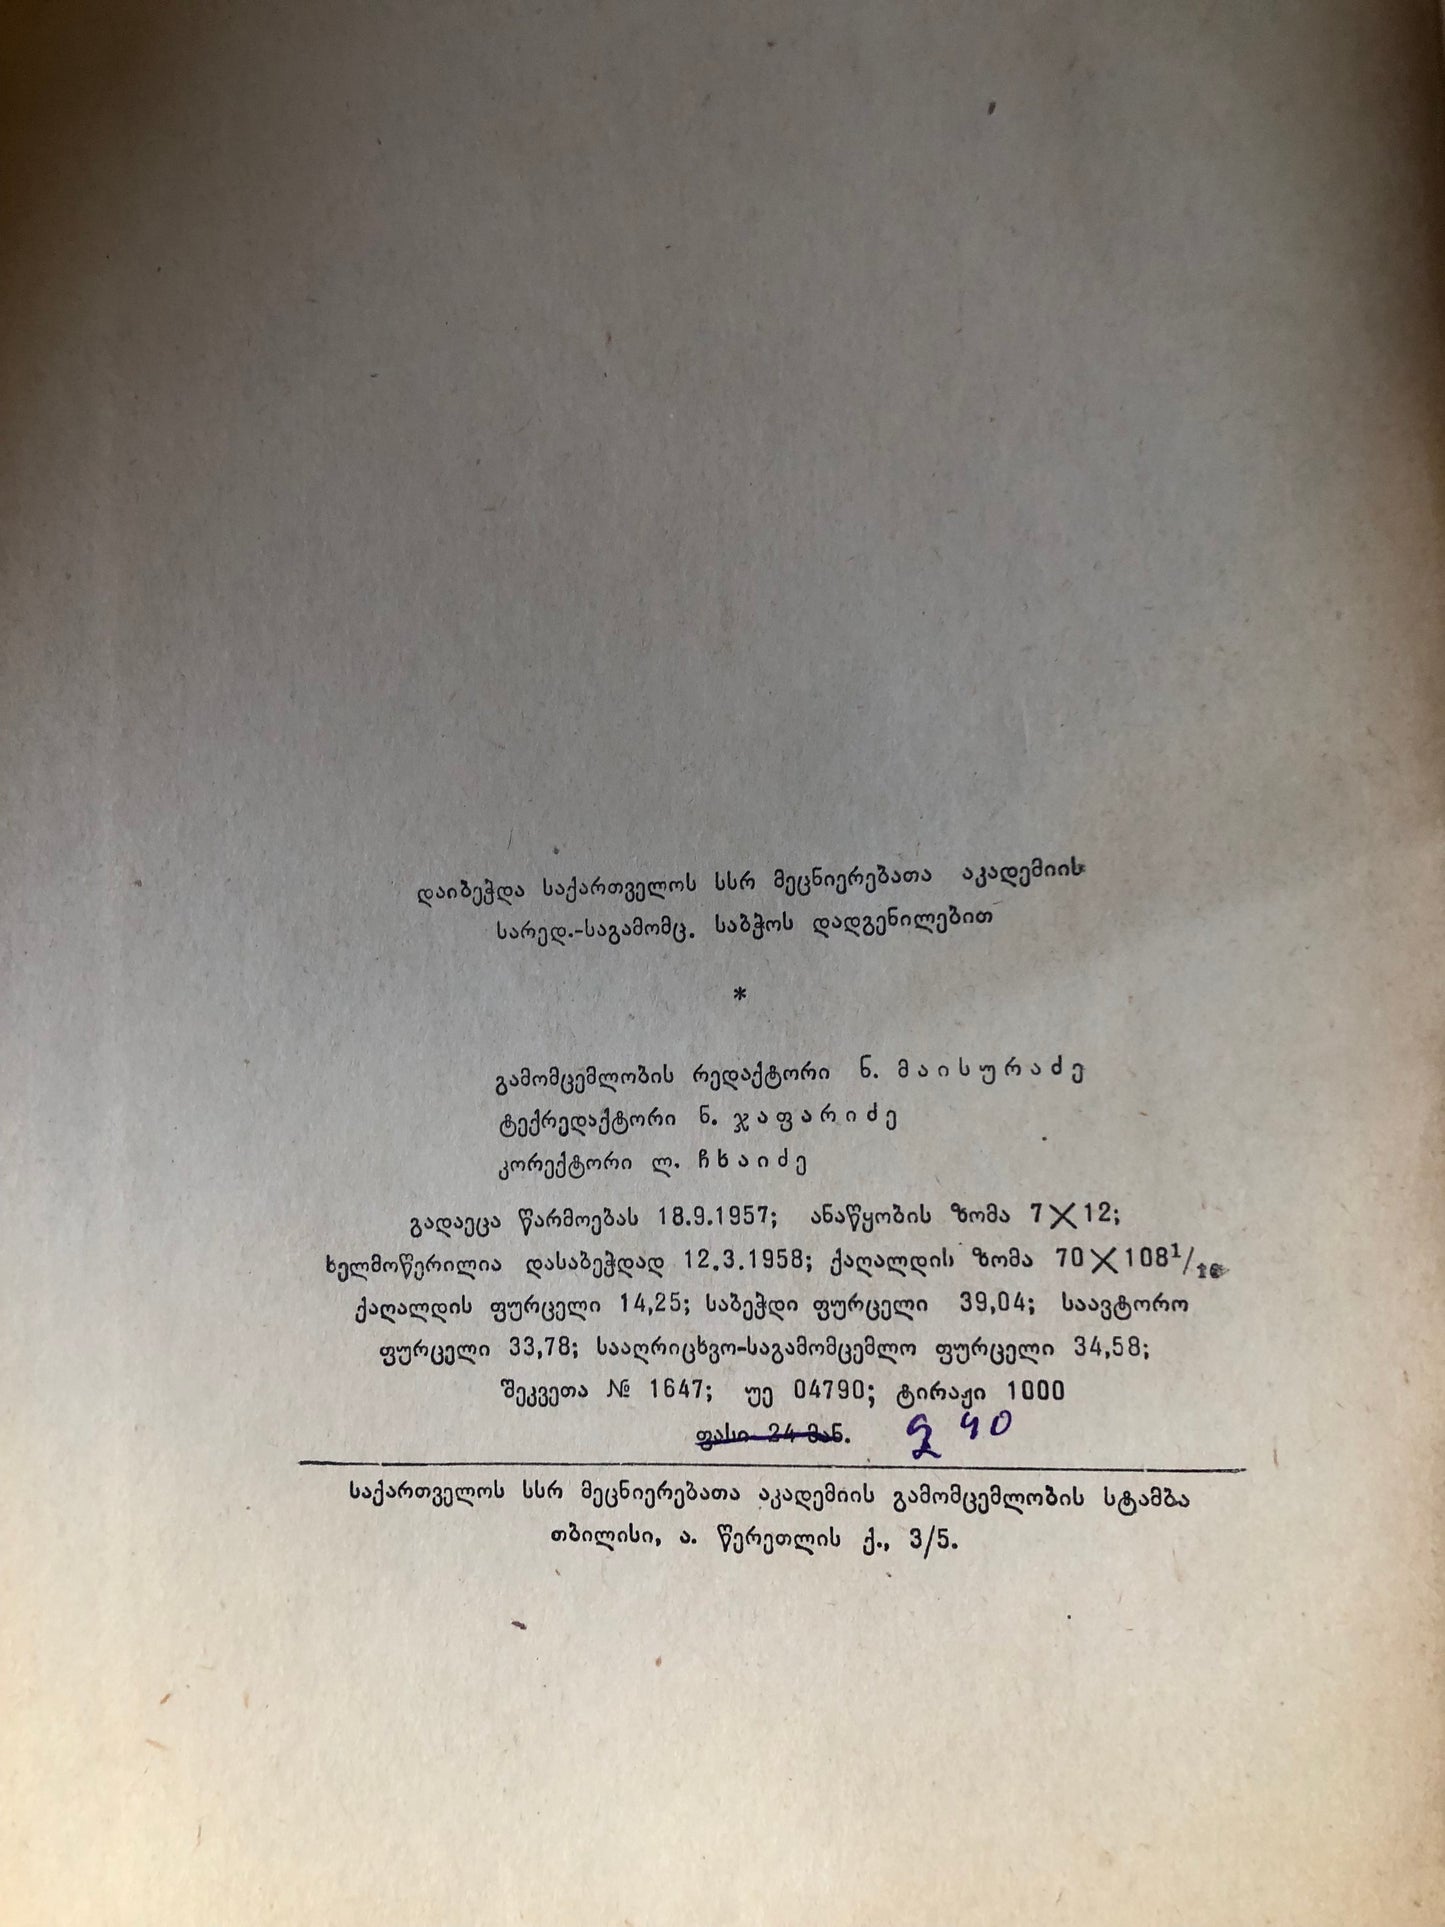 დაიბეჭდა საქართველოს სსრ მეცნიერებათა აკადემიის
სარედ.-საგამომც. საბჭოს დადგენილებით
*
გამომცემლობის რედაქტორი ნ. მაისურაძე
ტექრედაქტორი ნ. ჯაფარიძე
კორექტორი ლ. ჩხაიძე
გადაეცა წარმოებას 18.9.1957; ანაწყობის ზომა 7×12;
ხელმოწერილია დასაბეჭდად 12.3.1958; ქაღალდის ზომა 70×108¹/₁₆
ქაღალდის ფურცელი 14,25; საბეჭდი ფურცელი 39,04; საავტორო
ფურცელი 33,78; სააღრიცხვო-საგამომცემლო ფურცელი 34,58;
შეკვეთა № 1647; უე 04790; ტირაჟი 1000
ფასი 24 მან. 2 40
საქართველოს სსრ მეცნიერებათა აკადემიის გამომცემლობის სტამბა
თბილისი, ა. წერეთლის ქ., 3/5.